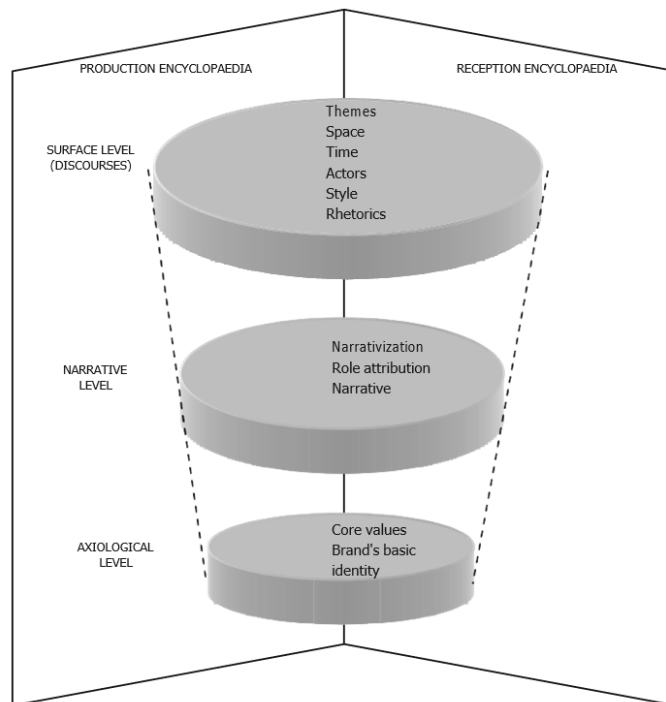 PRODUCTION ENCYCLOPAEDIA
RECEPTION ENCYCLOPAEDIA
SURFACE LEVEL
(DISCOURSES)
Themes
Space
Time
Actors
Style
Rhetorics
NARRATIVE
LEVEL
Narrativization
Role attribution
Narrative
AXIOLOGICAL
LEVEL
Core values
Brand's basic
identity